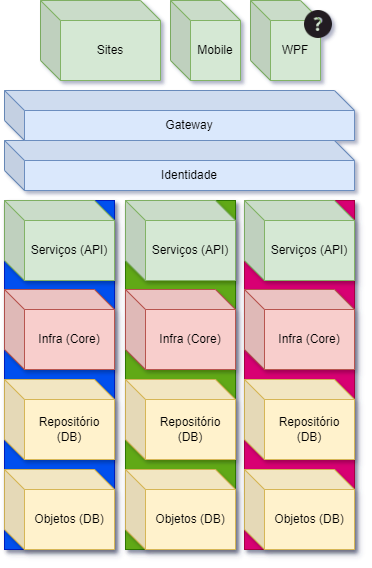 Sites
Mobile
WPF
?
Gateway
Identidade
Serviços (API)
Serviços (API)
Serviços (API)
Infra (Core)
Infra (Core)
Infra (Core)
Repositório
(DB)
Repositório
(DB)
Repositório
(DB)
Objetos (DB)
Objetos (DB)
Objetos (DB)